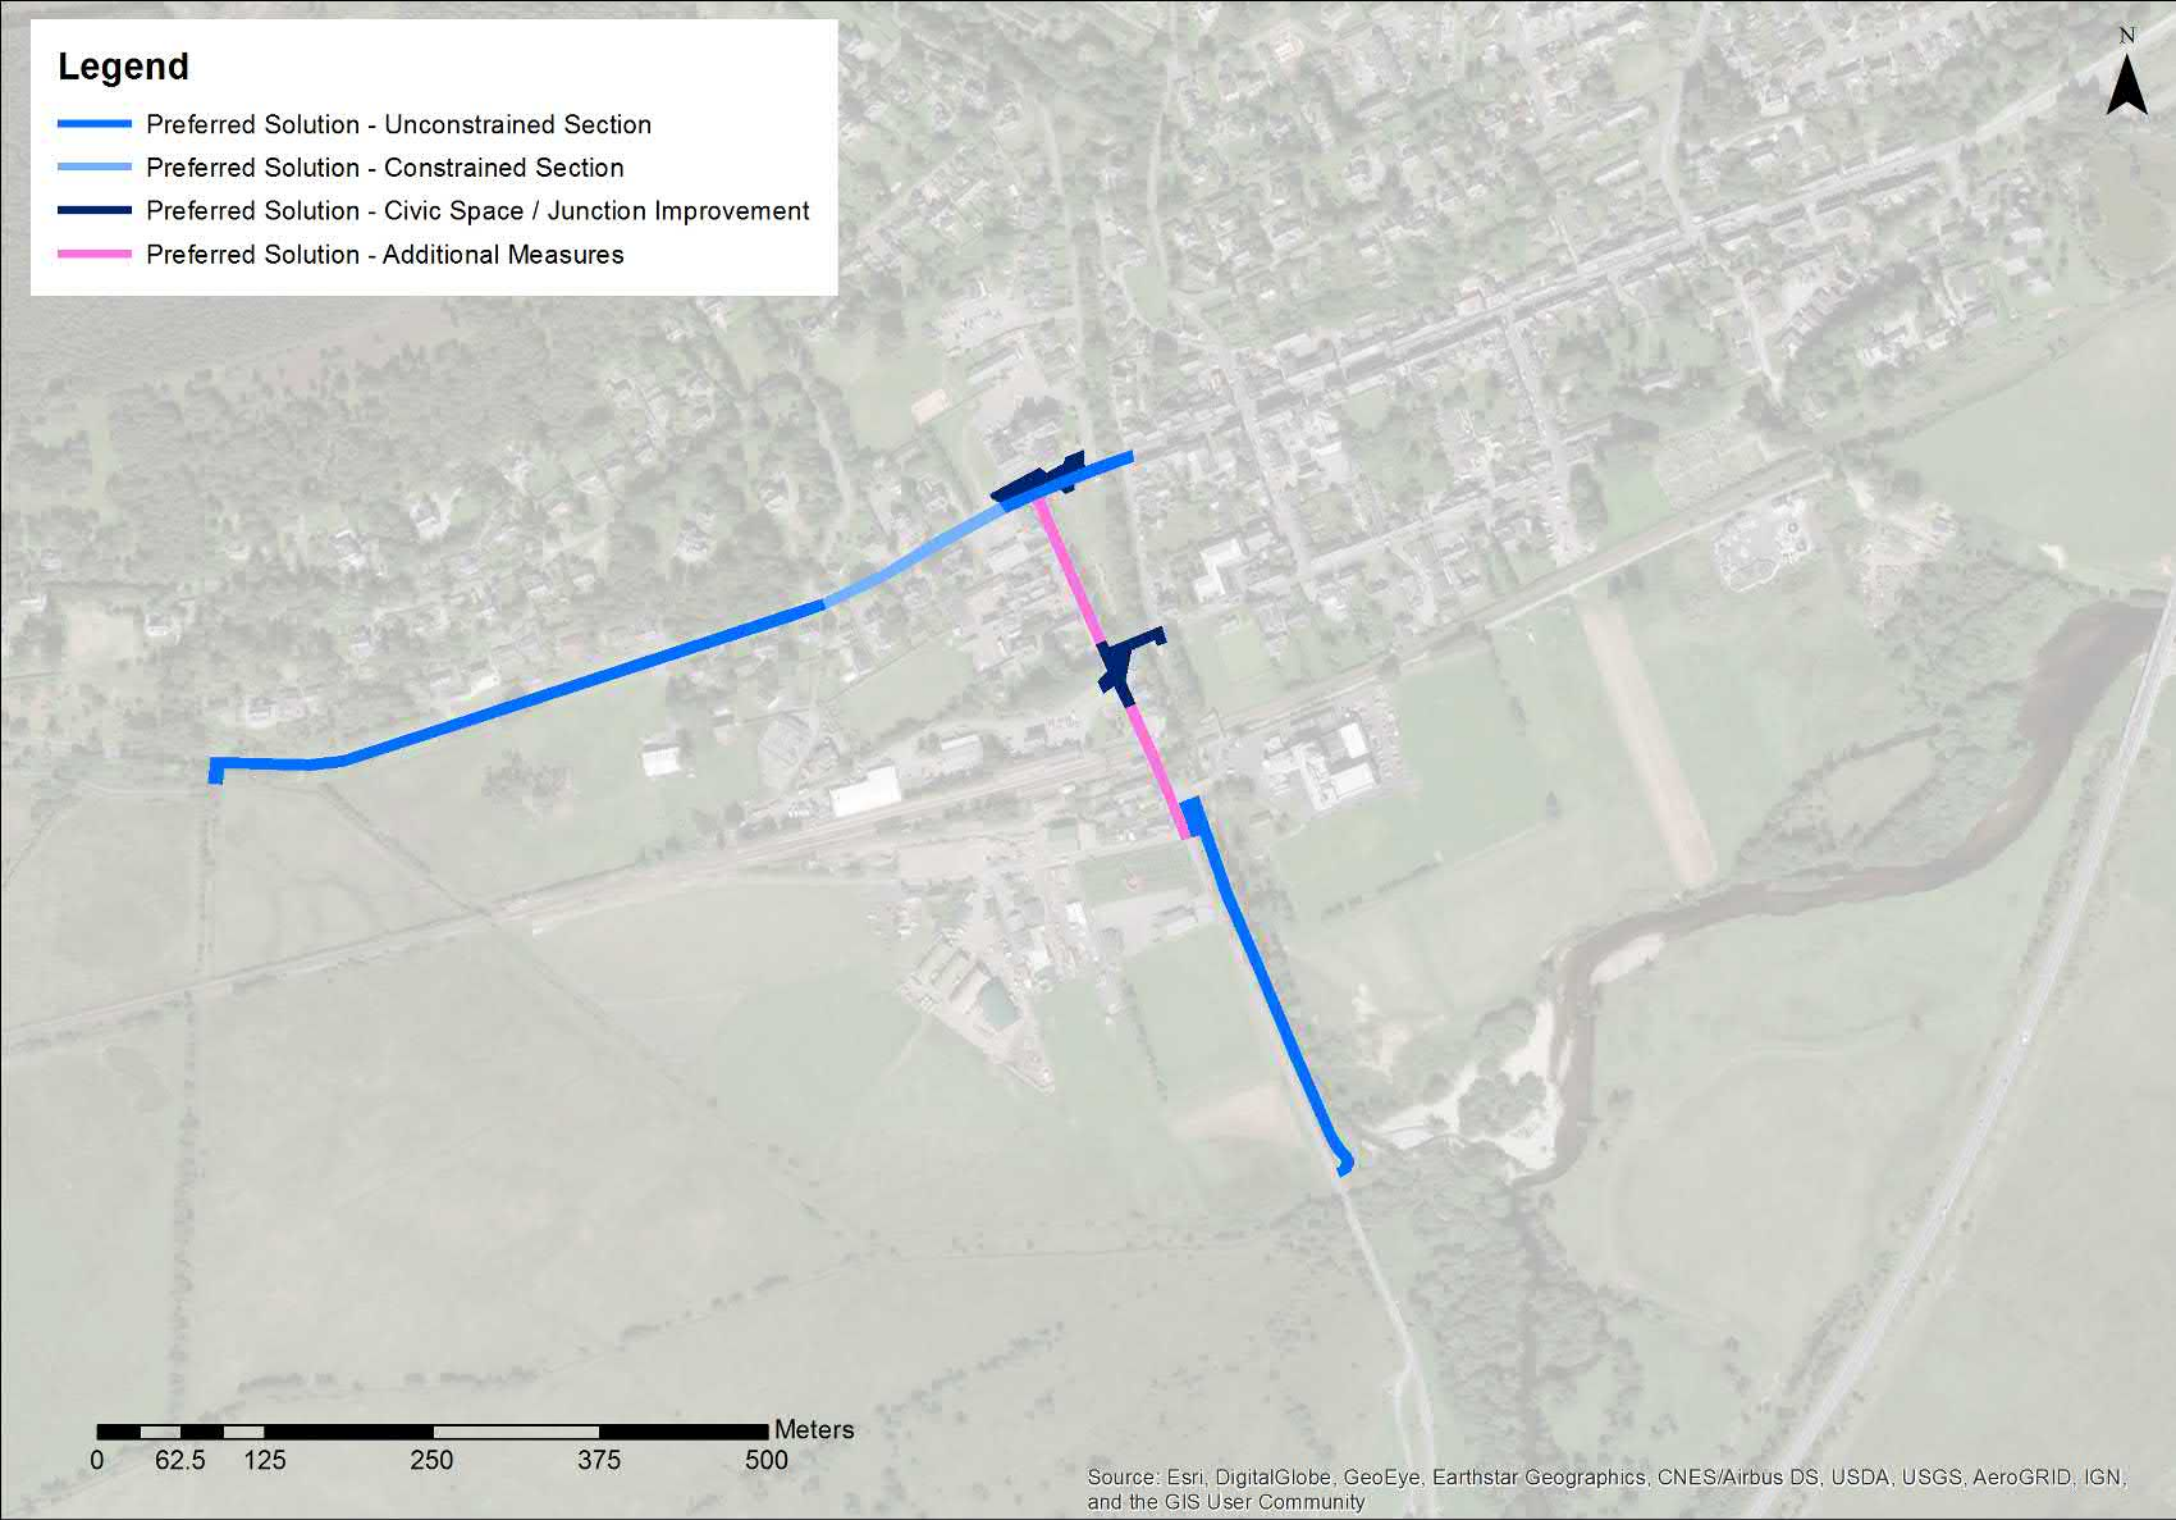 Legend
Preferred Solution - Unconstrained Section
Preferred Solution - Constrained Section
Preferred Solution - Civic Space / Junction Improvement
Preferred Solution - Additional Measures
N
Meters
0 62.5 125 250 375 500
Source: Esri, DigitalGlobe, GeoEye, Earthstar Geographics, CNES/Airbus DS, USDA, USGS, AeroGRID, IGN,
and the GIS User Community